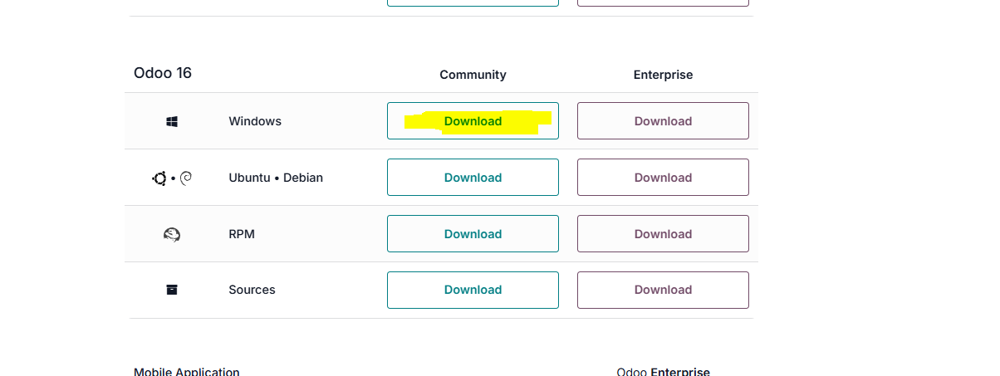 Odoo 16 Community Enterprise
Windows Download Download
Ubuntu • Debian Download Download
RPM Download Download
Sources Download Download
Mobile Application Odoo Enterprise